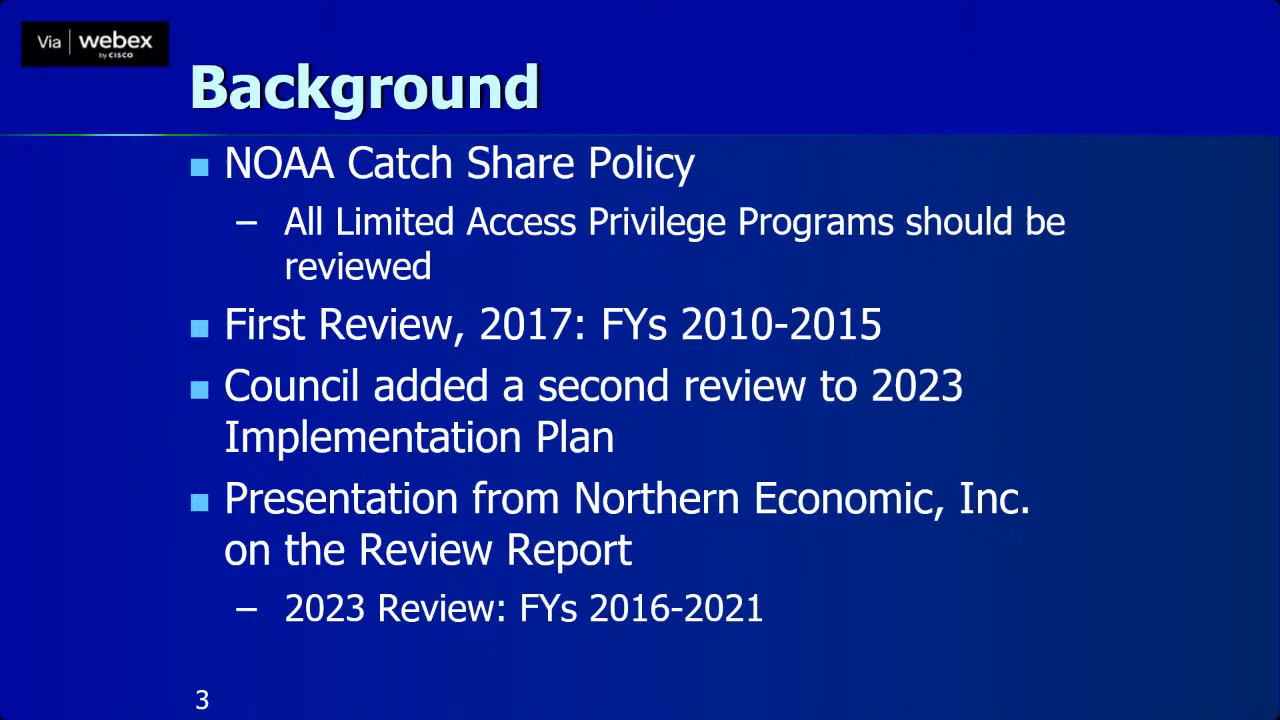 Via | webex
by CISCO
Background
NOAA Catch Share Policy
– All Limited Access Privilege Programs should be
reviewed
First Review, 2017: FYs 2010-2015
Council added a second review to 2023
Implementation Plan
Presentation from Northern Economic, Inc.
on the Review Report
– 2023 Review: FYs 2016-2021
3